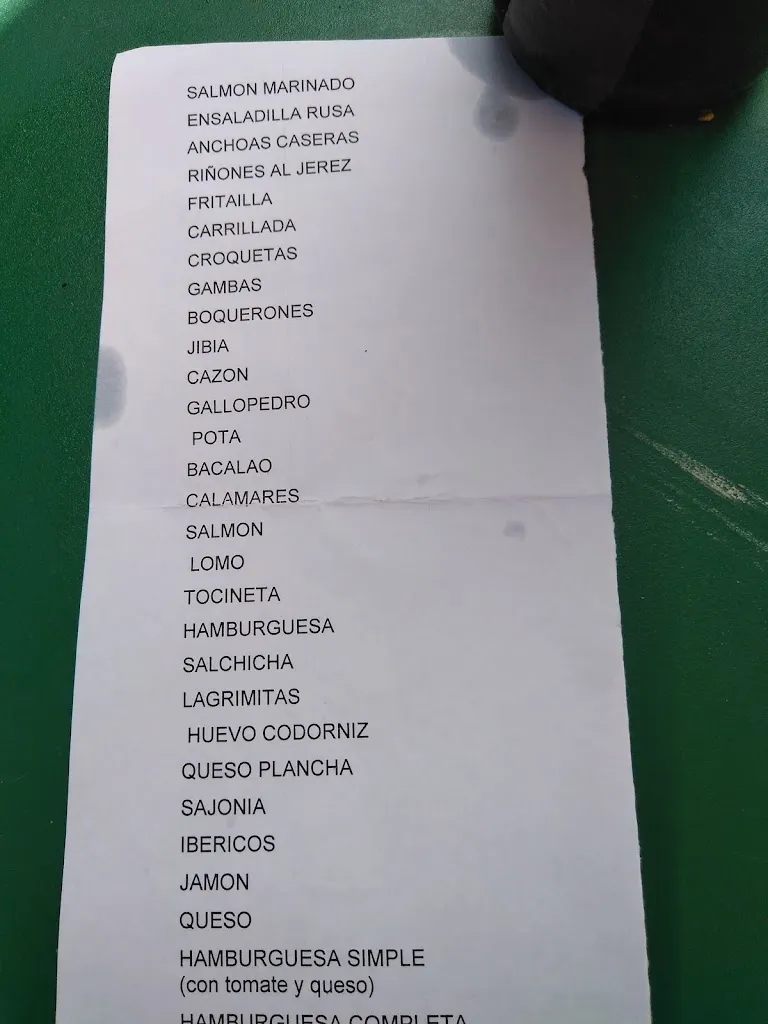 SALMON MARINADO
ENSALADILLA RUSA
ANCHOAS CASERAS
RIÑONES AL JEREZ
FRITAILLA
CARRILLADA
CROQUETAS
GAMBAS
BOQUERONES
JIBIA
CAZON
GALLOPEDRO
POTA
BACALAO
CALAMARES
SALMON
LOMO
TOCINETA
HAMBURGUESA
SALCHICHA
LAGRIMITAS
HUEVO CODORNIZ
QUESO PLANCHA
SAJONIA
IBERICOS
JAMON
QUESO
HAMBURGUESA SIMPLE
(con tomate y queso)
HAMBURGUESA COMPLETA